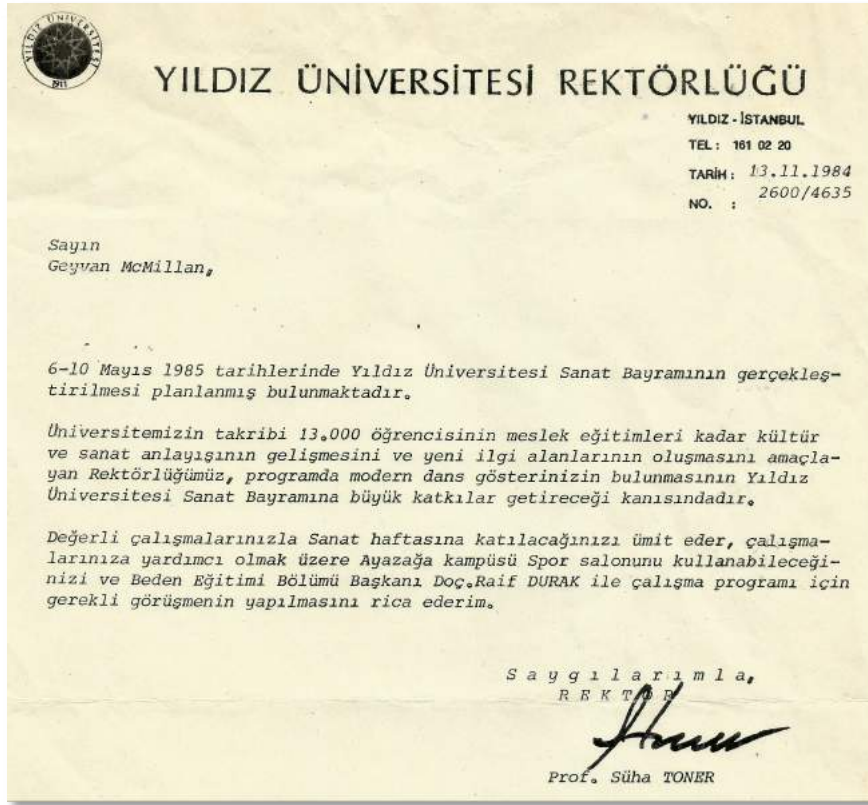 YILDIZ ÜNİVERSİTESİ
1911
YILDIZ ÜNİVERSİTESİ REKTÖRLÜĞÜ
YILDIZ - İSTANBUL
TEL : 161 02 20
TARİH : 13.11.1984
NO. : 2600/4635
Sayın
Geyvan McMillan,
6-10 Mayıs 1985 tarihlerinde Yıldız Üniversitesi Sanat Bayramının gerçekleş-
tirilmesi planlanmış bulunmaktadır.
Üniversitemizin takribi 13.000 öğrencisinin meslek eğitimleri kadar kültür
ve sanat anlayışının gelişmesini ve yeni ilgi alanlarının oluşmasını amaçla-
yan Rektörlüğümüz, programda modern dans gösterinizin bulunmasının Yıldız
Üniversitesi Sanat Bayramına büyük katkılar getireceği kanısındadır.
Değerli çalışmalarınızla Sanat haftasına katılacağınızı ümit eder, çalışma-
larınıza yardımcı olmak üzere Ayazağa kampüsü Spor salonunu kullanabileceği-
nizi ve Beden Eğitimi Bölümü Başkanı Doç.Raif DURAK ile çalışma programı için
gerekli görüşmenin yapılmasını rica ederim.
S a y g ı l a r ı m l a,
R E K T Ö R
Prof. Süha TONER